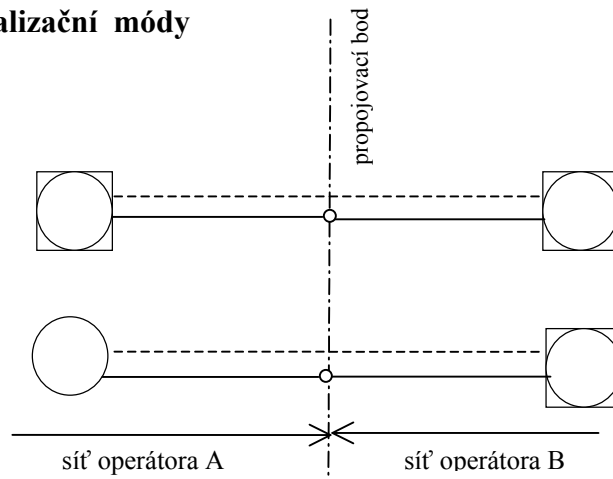 alizační módy
propojovací bod
síť operátora A
síť operátora B